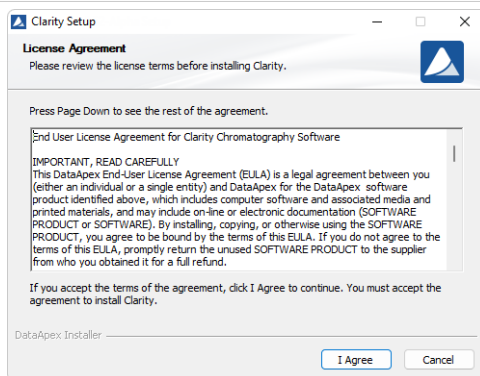 Clarity Setup
License Agreement
Please review the license terms before installing Clarity.
Press Page Down to see the rest of the agreement.
End User License Agreement for Clarity Chromatography Software
IMPORTANT, READ CAREFULLY
This DataApex End-User License Agreement (EULA) is a legal agreement between you
(either an individual or a single entity) and DataApex for the DataApex  software
product identified above, which includes computer software and associated media and
printed materials, and may include on-line or electronic documentation (SOFTWARE
PRODUCT or SOFTWARE). By installing, copying, or otherwise using the SOFTWARE
PRODUCT, you agree to be bound by the terms of this EULA. If you do not agree to the
terms of this EULA, promptly return the unused SOFTWARE PRODUCT to the supplier
from who you obtained it for a full refund.
If you accept the terms of the agreement, click I Agree to continue. You must accept the
agreement to install Clarity.
DataApex Installer
I Agree
Cancel